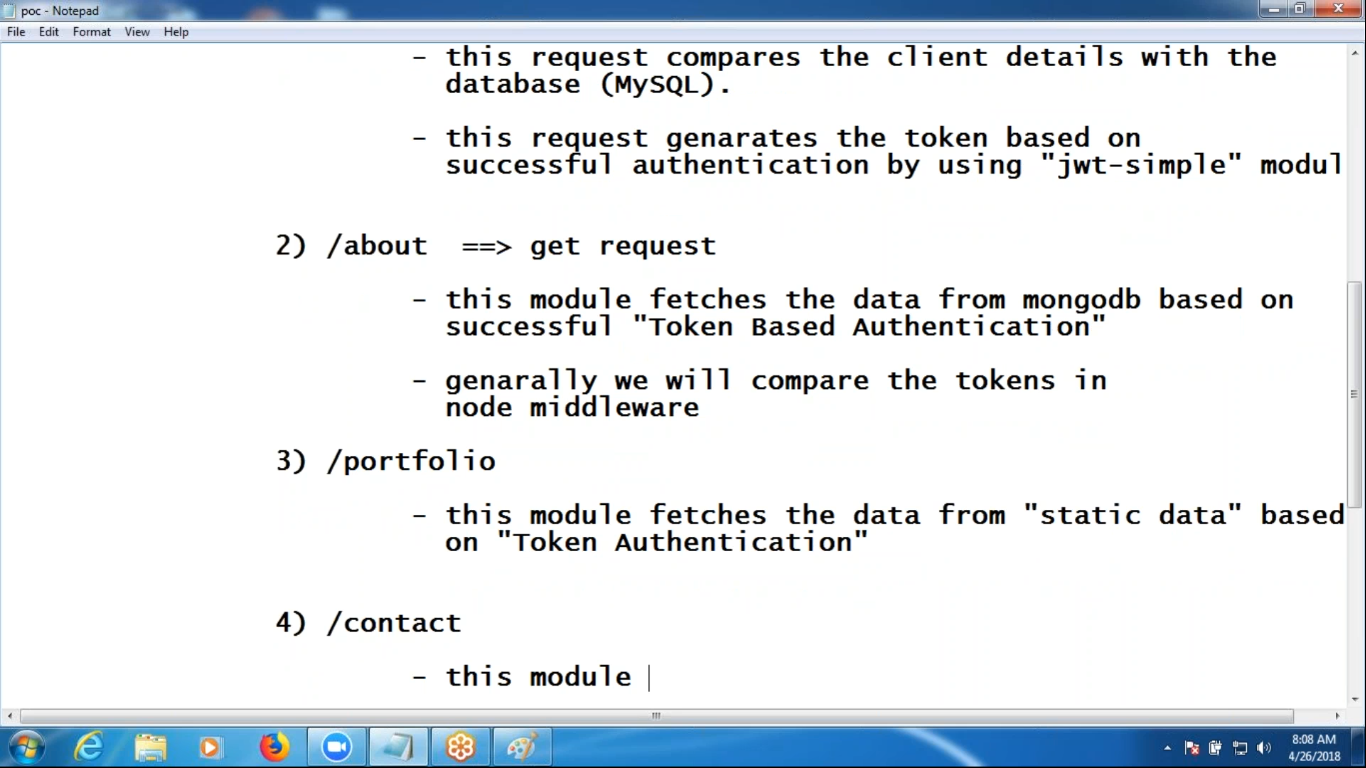 poc - Notepad
File Edit Format View Help
- this request compares the client details with the
database (MySQL).
- this request genarates the token based on
successful authentication by using "jwt-simple" modul
2) /about ==> get request
- this module fetches the data from mongodb based on
successful "Token Based Authentication"
- genarally we will compare the tokens in
node middleware
3) /portfolio
- this module fetches the data from "static data" based
on "Token Authentication"
4) /contact
- this module
8:08 AM
4/26/2018